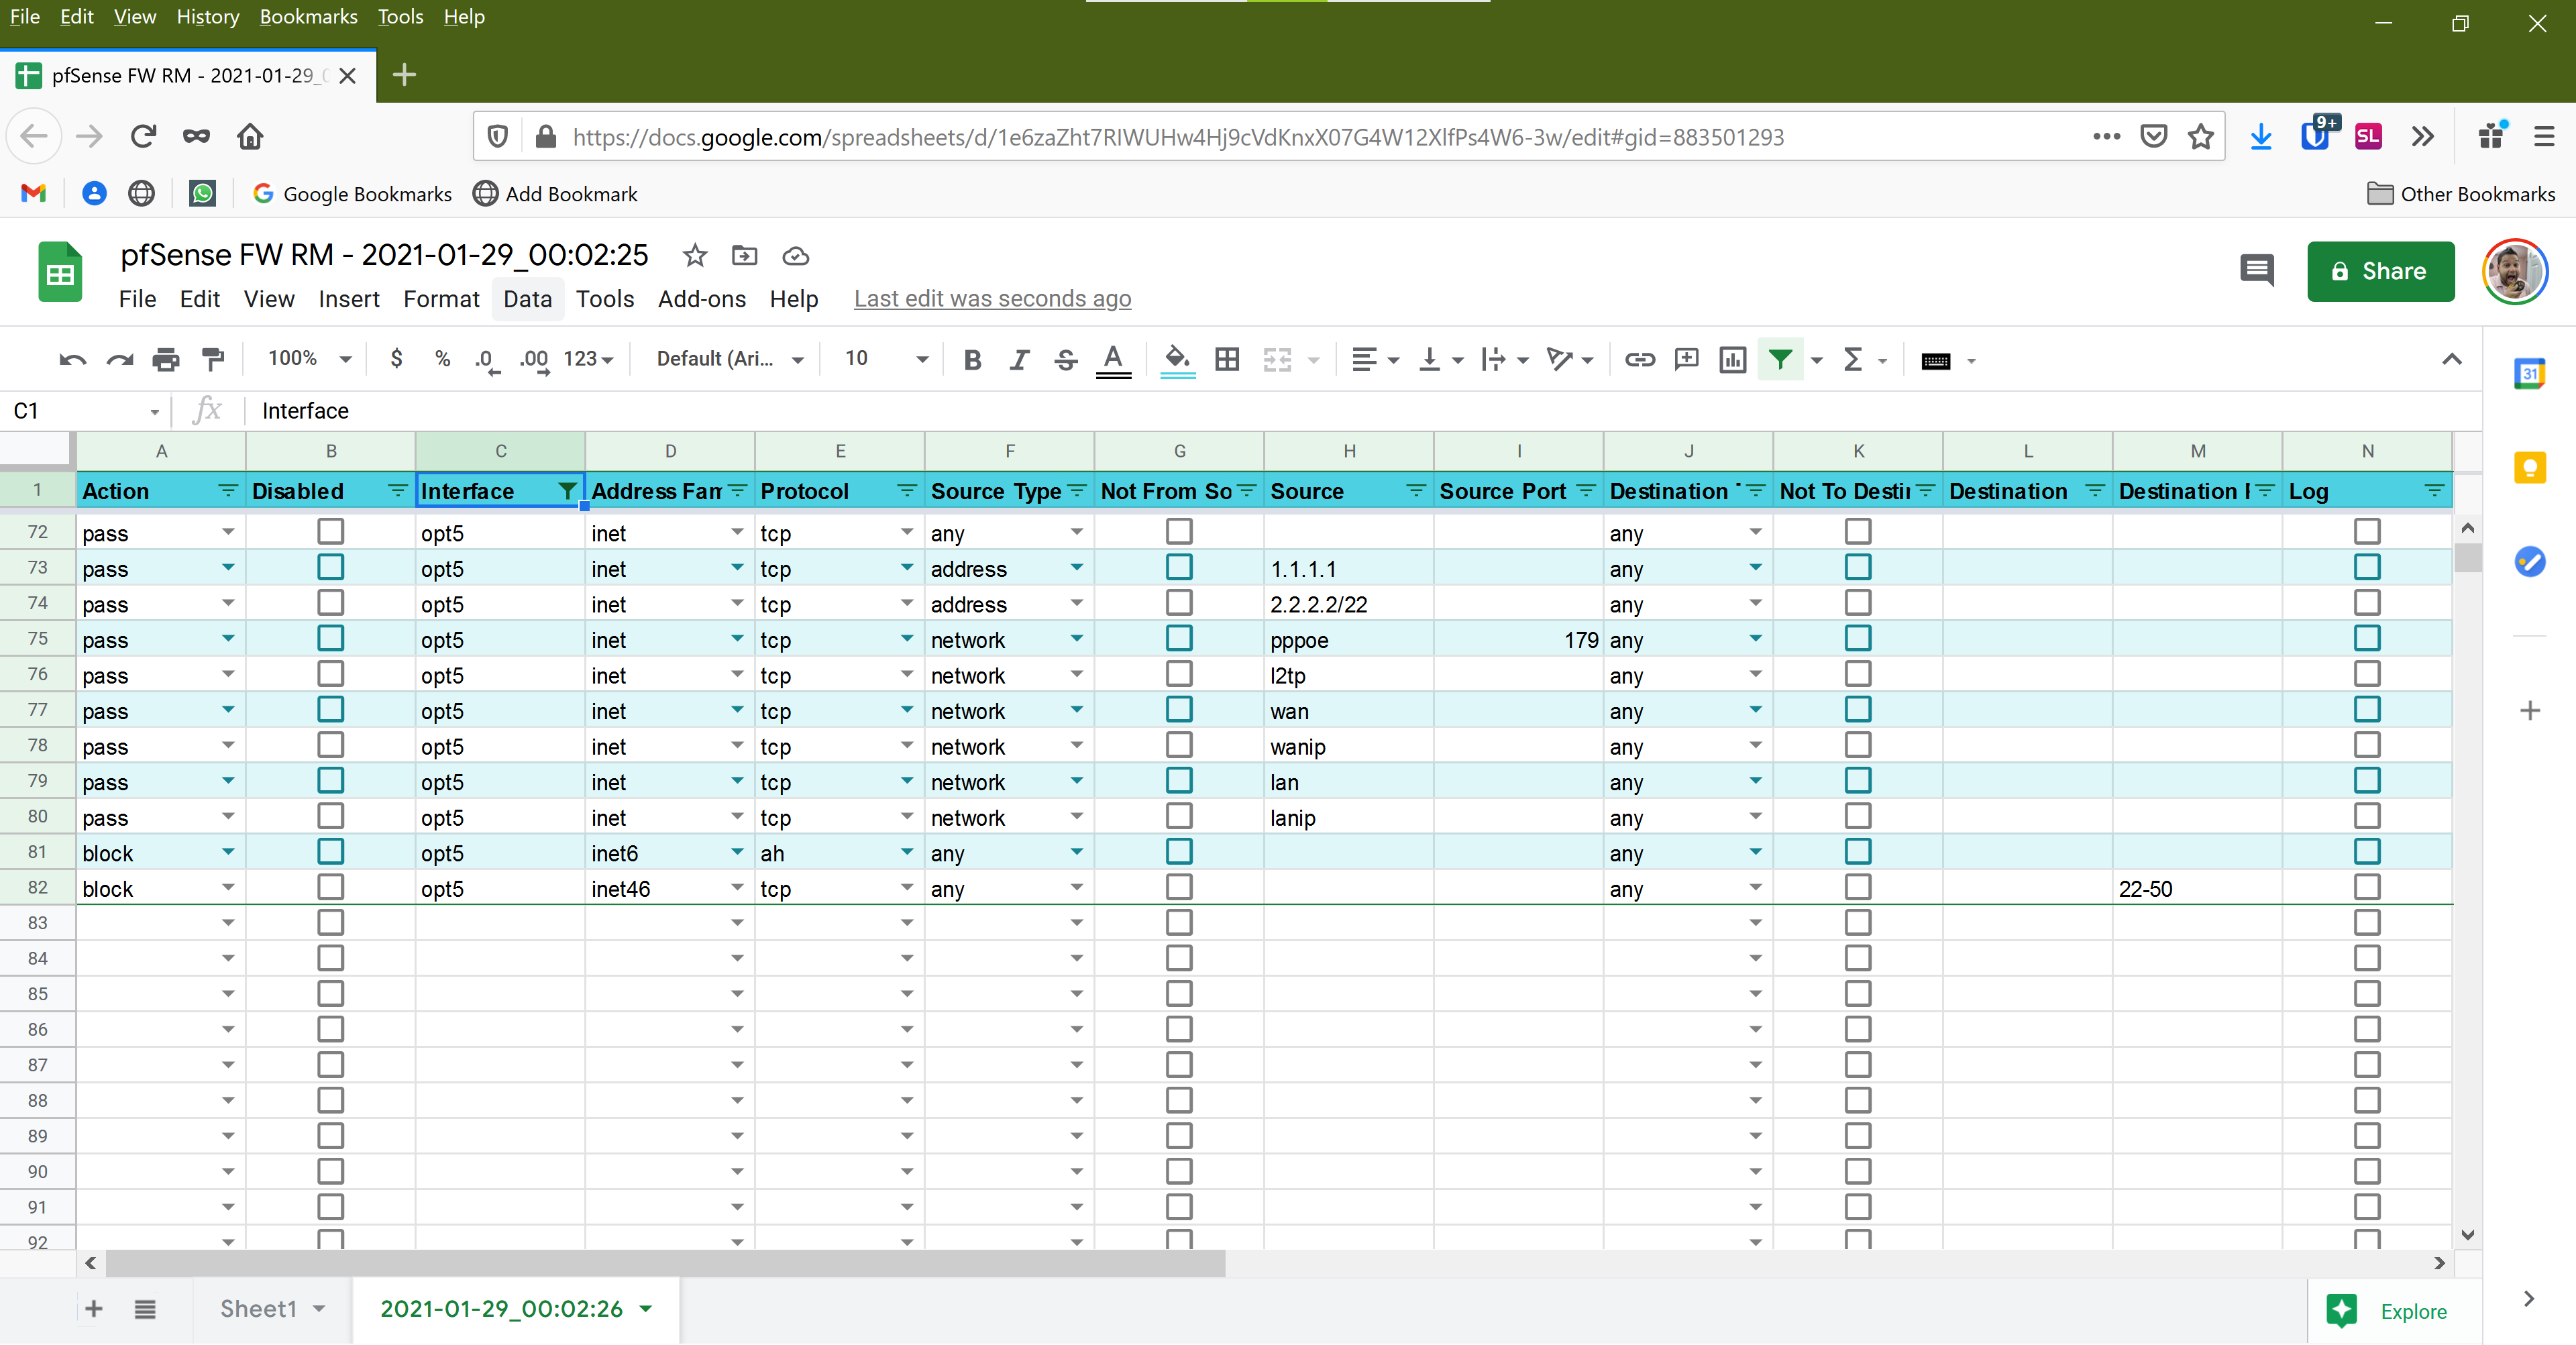 File Edit View History Bookmarks Tools Help
pfSense FW RM - 2021-01-29_0
https://docs.google.com/spreadsheets/d/1e6zaZht7RIWUHw4Hj9cVdKnxX07G4W12XlfPs4W6-3w/edit#gid=883501293
9+
SL
Google Bookmarks Add Bookmark
Other Bookmarks
pfSense FW RM - 2021-01-29_00:02:25
Share
File Edit View Insert Format Data Tools Add-ons Help Last edit was seconds ago
100% $ % .0 .00 123 Default (Ari... 10 B I S A Σ
31
C1 fx Interface
A B C D E F G H I J K L M N
1 Action Disabled Interface Address Fam Protocol Source Type Not From So Source Source Port Destination Not To Destin Destination Destination Log
72 pass opt5 inet tcp any any
73 pass opt5 inet tcp address 1.1.1.1 any
74 pass opt5 inet tcp address 2.2.2.2/22 any
75 pass opt5 inet tcp network pppoe 179 any
76 pass opt5 inet tcp network l2tp any
77 pass opt5 inet tcp network wan any
78 pass opt5 inet tcp network wanip any
79 pass opt5 inet tcp network lan any
80 pass opt5 inet tcp network lanip any
81 block opt5 inet6 ah any any
82 block opt5 inet46 tcp any any 22-50
83
84
85
86
87
88
89
90
91
92
Sheet1 2021-01-29_00:02:26
Explore